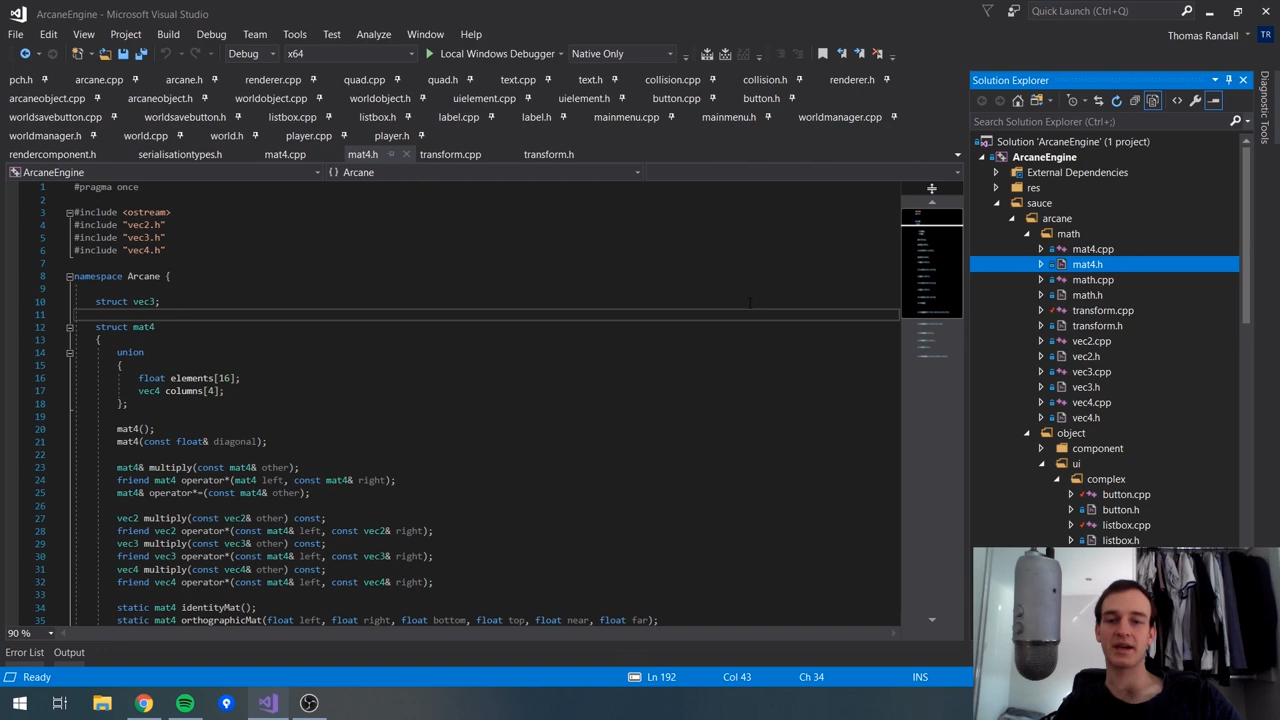 ArcaneEngine - Microsoft Visual Studio
Quick Launch (Ctrl+Q)
File Edit View Project Build Debug Team Tools Test Analyze Window Help
Thomas Randall TR
Debug x64 Local Windows Debugger Native Only
pch.h arcane.cpp arcane.h renderer.cpp quad.cpp quad.h text.cpp text.h collision.cpp collision.h renderer.h
arcaneobject.cpp arcaneobject.h worldobject.cpp worldobject.h uielement.cpp uielement.h button.cpp button.h
worldsavebutton.cpp worldsavebutton.h listbox.cpp listbox.h label.cpp label.h mainmenu.cpp mainmenu.h worldmanager.cpp
worldmanager.h world.cpp world.h player.cpp player.h
rendercomponent.h serialisationtypes.h mat4.cpp mat4.h transform.cpp transform.h
ArcaneEngine Arcane
1 #pragma once
2
3 #include <ostream>
4 #include "vec2.h"
5 #include "vec3.h"
6 #include "vec4.h"
7
8 namespace Arcane {
9
10 struct vec3;
11
12 struct mat4
13 {
14 union
15 {
16 float elements[16];
17 vec4 columns[4];
18 };
19
20 mat4();
21 mat4(const float& diagonal);
22
23 mat4& multiply(const mat4& other);
24 friend mat4 operator*(mat4 left, const mat4& right);
25 mat4& operator*=(const mat4& other);
26
27 vec2 multiply(const vec2& other) const;
28 friend vec2 operator*(const mat4& left, const vec2& right);
29 vec3 multiply(const vec3& other) const;
30 friend vec3 operator*(const mat4& left, const vec3& right);
31 vec4 multiply(const vec4& other) const;
32 friend vec4 operator*(const mat4& left, const vec4& right);
33
34 static mat4 identityMat();
35 static mat4 orthographicMat(float left, float right, float bottom, float top, float near, float far);
90 %
Error List Output
Ready Ln 192 Col 43 Ch 34 INS
Solution Explorer
Search Solution Explorer (Ctrl+;)
Solution 'ArcaneEngine' (1 project)
ArcaneEngine
External Dependencies
res
sauce
arcane
math
mat4.cpp
mat4.h
math.cpp
math.h
transform.cpp
transform.h
vec2.cpp
vec2.h
vec3.cpp
vec3.h
vec4.cpp
vec4.h
object
component
ui
complex
button.cpp
button.h
listbox.cpp
listbox.h
Diagnostic Tools